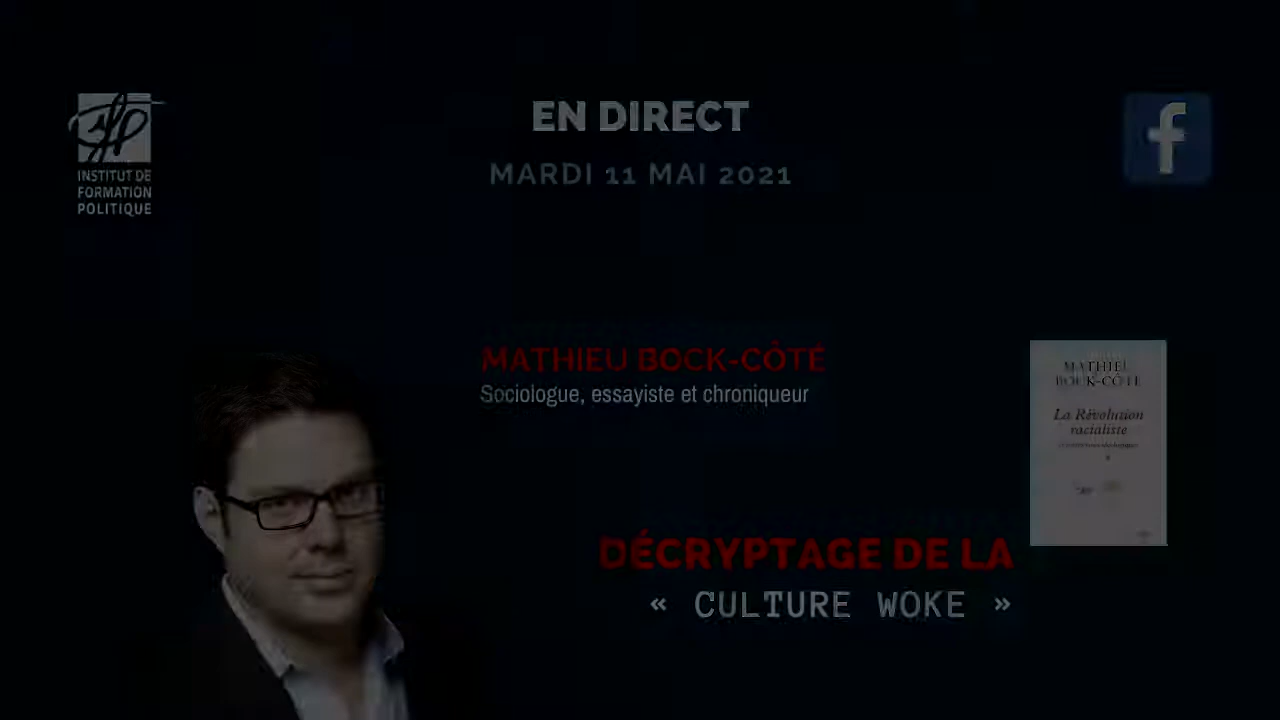 EN DIRECT
MARDI 11 MAI 2021
INSTITUT DE
FORMATION
POLITIQUE
MATHIEU BOCK-CÔTÉ
Sociologue, essayiste et chroniqueur
MATHIEU
BOCK-CÔTÉ
La Révolution
racialiste
DÉCRYPTAGE DE LA
« CULTURE WOKE »